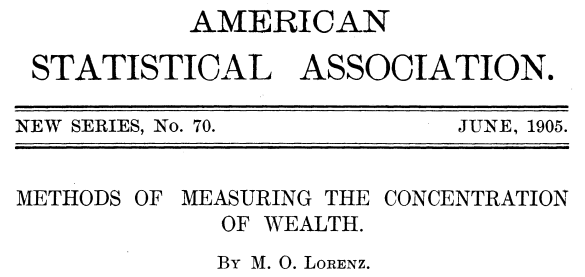 AMERICAN
STATISTICAL ASSOCIATION.
NEW SERIES, No. 70. JUNE, 1905.
METHODS OF MEASURING THE CONCENTRATION
OF WEALTH.
By M. O. Lorenz.